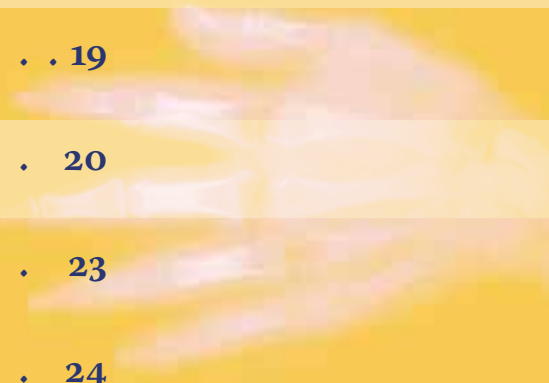 . . 19
. 20
. 23
. 24